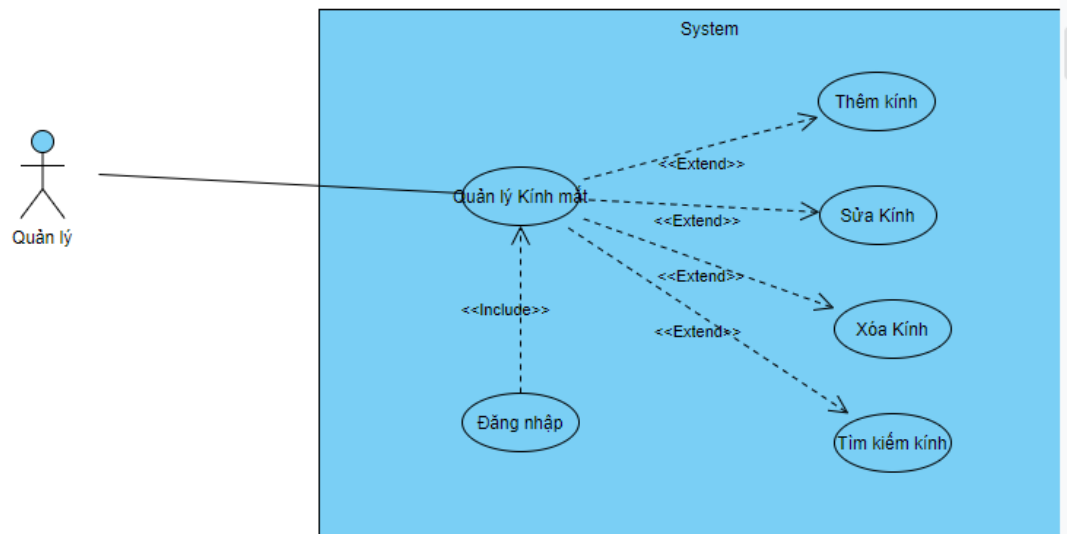 System
Thêm kính
<<Extend>>
Quản lý Kính mắt
<<Extend>>
Sửa Kính
Quản lý
<<Extend>>
<<Include>>
<<Extend>>
Xóa Kính
Đăng nhập
Tìm kiếm kính